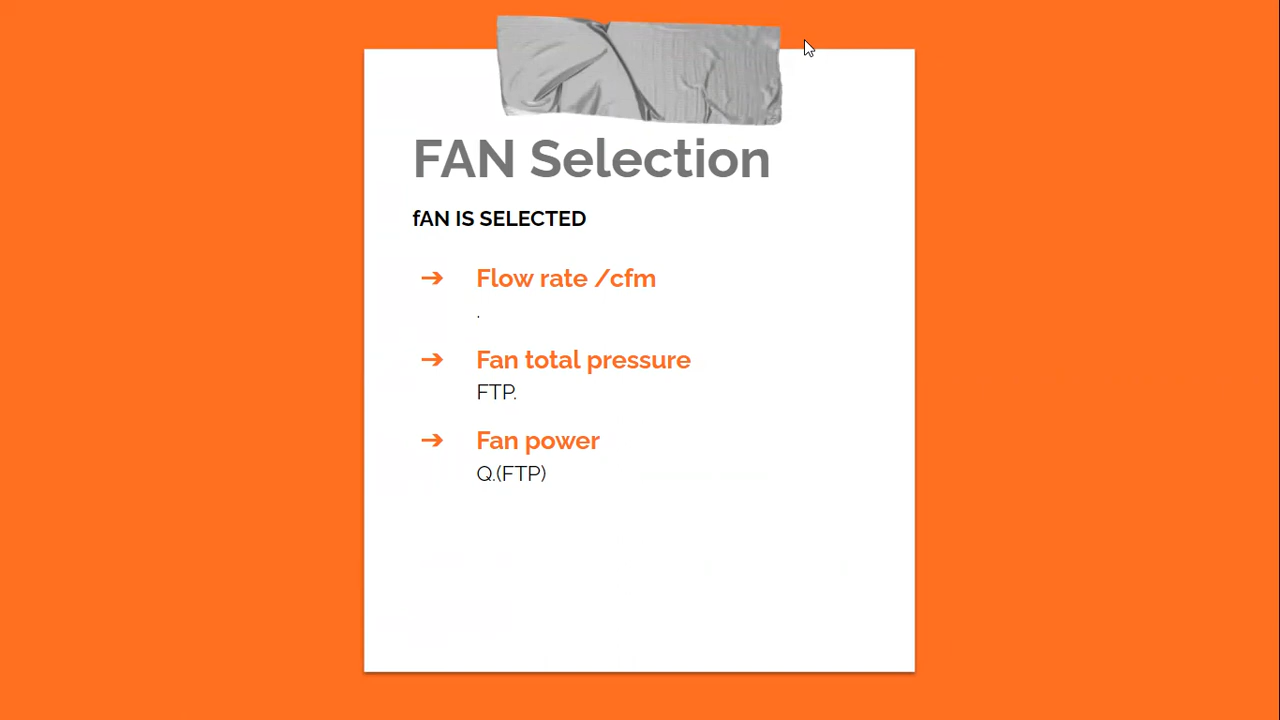 FAN Selection
fAN IS SELECTED
➔ Flow rate /cfm
.
➔ Fan total pressure
FTP.
➔ Fan power
Q.(FTP)